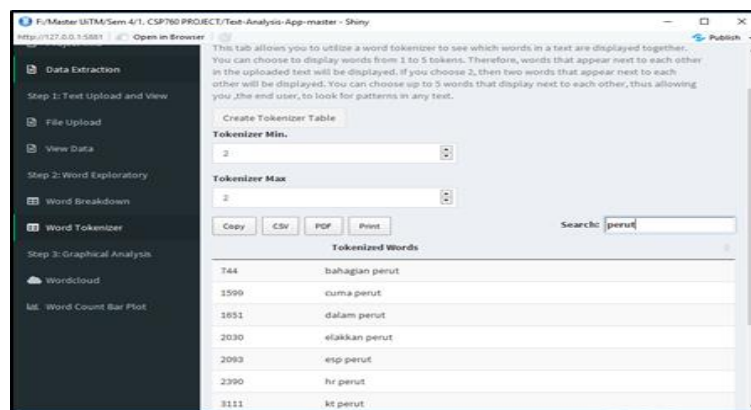 F:/Master UiTM/Sem 4/1. CSP760 PROJECT/Text-Analysis-App-master - Shiny
http://127.0.0.1:5881
Open in Browser
Publish
Data Extraction
Step 1: Text Upload and View
File Upload
View Data
Step 2: Word Exploratory
Word Breakdown
Word Tokenizer
Step 3: Graphical Analysis
Wordcloud
Word Count Bar Plot
This tab allows you to utilize a word tokenizer to see which words in a text are displayed together.
You can choose to display words from 1 to 5 tokens. Therefore, words that appear next to each other
in the uploaded text will be displayed. If you choose 2, then two words that appear next to each
other will be displayed. You can choose up to 5 words that display next to each other, thus allowing
you ,the end user, to look for patterns in any text.
Create Tokenizer Table
Tokenizer Min.
2
Tokenizer Max
2
Copy CSV PDF Print Search: perut
Tokenized Words
744 bahagian perut
1599 cuma perut
1651 dalam perut
2030 elakkan perut
2093 esp perut
2390 hr perut
3111 kt perut